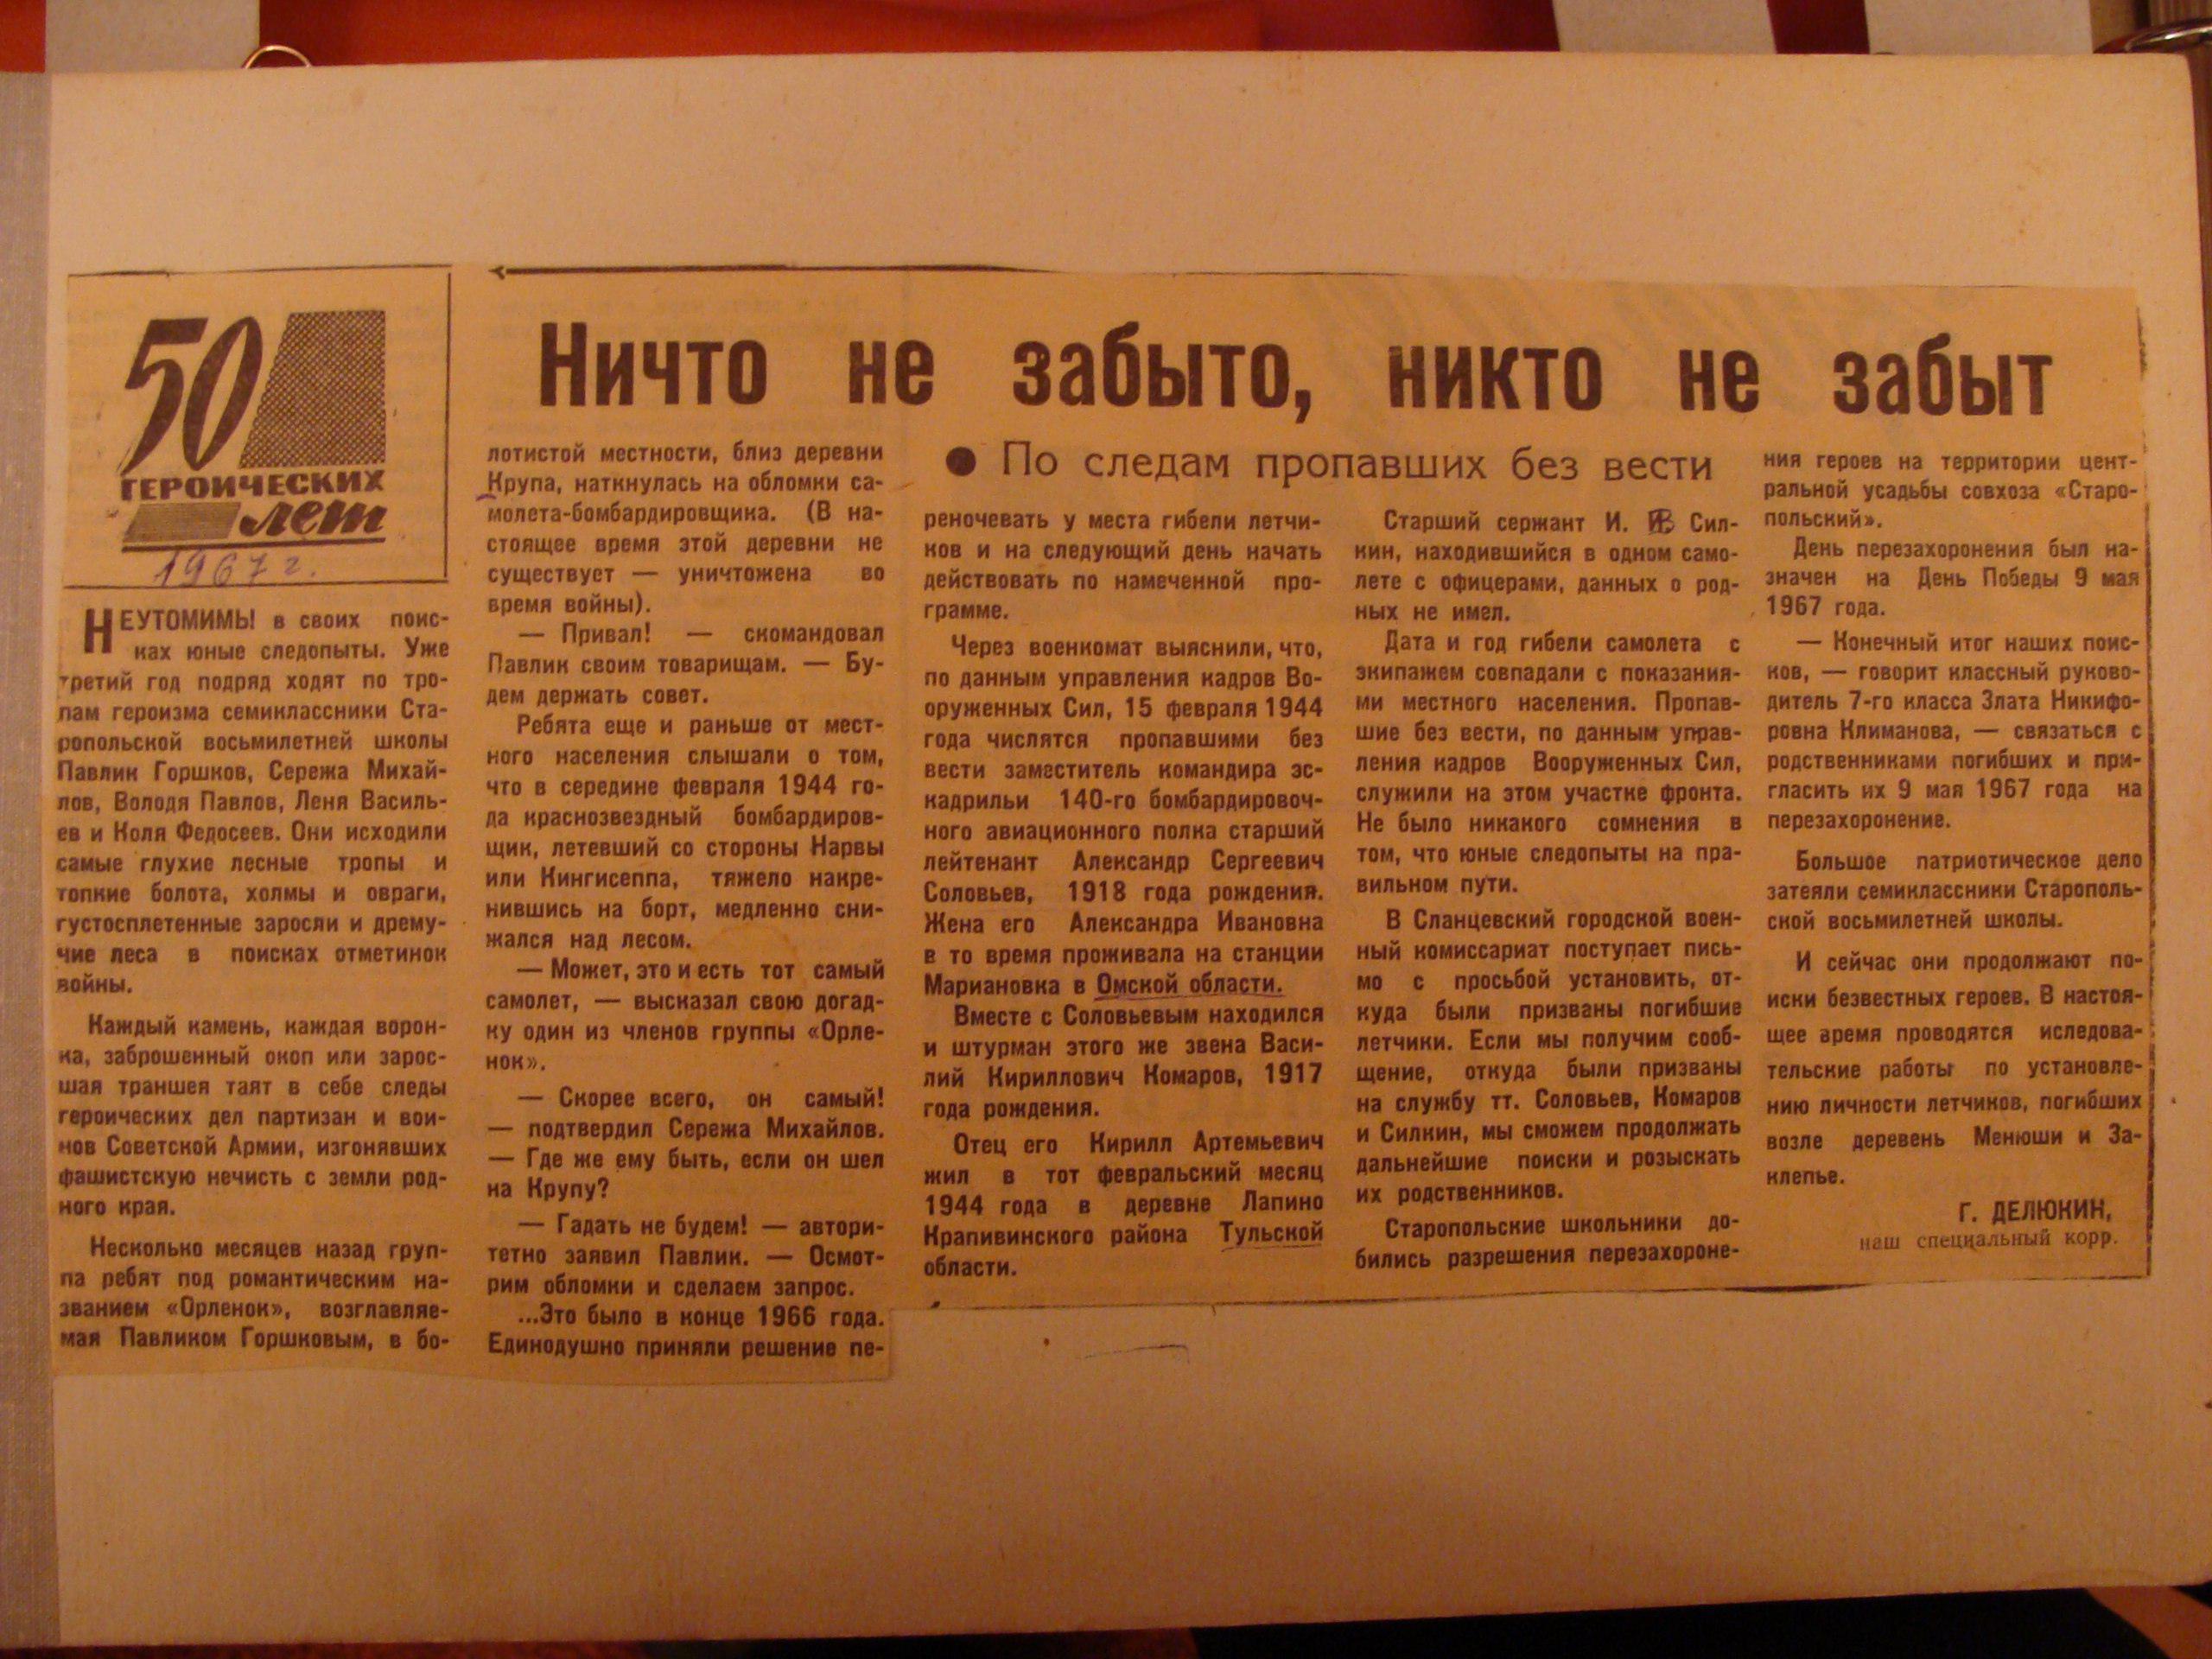 50
ГЕРОИЧЕСКИХ
лет
1967 г.
Ничто не забыто, никто не забыт
● По следам пропавших без вести
НЕУТОМИМЫ в своих поис-
ках юные следопыты. Уже
третий год подряд ходят по тро-
пам героизма семиклассники Ста-
ропольской восьмилетней школы
Павлик Горшков, Сережа Михай-
лов, Володя Павлов, Леня Василь-
ев и Коля Федосеев. Они исходили
самые глухие лесные тропы и
топкие болота, холмы и овраги,
густосплетенные заросли и дрему-
чие леса в поисках отметинок
войны.
Каждый камень, каждая ворон-
ка, заброшенный окоп или зарос-
шая траншея таят в себе следы
героических дел партизан и вои-
нов Советской Армии, изгонявших
фашистскую нечисть с земли род-
ного края.
Несколько месяцев назад груп-
па ребят под романтическим на-
званием «Орленок», возглавляе-
мая Павликом Горшковым, в бо-
лотистой местности, близ деревни
Крупа, наткнулась на обломки са-
молета-бомбардировщика. (В на-
стоящее время этой деревни не
существует — уничтожена во
время войны).
— Привал! — скомандовал
Павлик своим товарищам. — Бу-
дем держать совет.
Ребята еще и раньше от мест-
ного населения слышали о том,
что в середине февраля 1944 го-
да краснозвездный бомбардиров-
щик, летевший со стороны Нарвы
или Кингисеппа, тяжело накре-
нившись на борт, медленно сни-
жался над лесом.
— Может, это и есть тот самый
самолет, — высказал свою догад-
ку один из членов группы «Орле-
нок».
— Скорее всего, он самый!
— подтвердил Сережа Михайлов.
— Где же ему быть, если он шел
на Крупу?
— Гадать не будем! — автори-
тетно заявил Павлик. — Осмот-
рим обломки и сделаем запрос.
...Это было в конце 1966 года.
Единодушно приняли решение пе-
реночевать у места гибели летчи-
ков и на следующий день начать
действовать по намеченной про-
грамме.
Через военкомат выяснили, что,
по данным управления кадров Во-
оруженных Сил, 15 февраля 1944
года числятся пропавшими без
вести заместитель командира эс-
кадрильи 140-го бомбардировоч-
ного авиационного полка старший
лейтенант Александр Сергеевич
Соловьев, 1918 года рождения.
Жена его Александра Ивановна
в то время проживала на станции
Мариановка в Омской области.
Вместе с Соловьевым находился
и штурман этого же звена Васи-
лий Кириллович Комаров, 1917
года рождения.
Отец его Кирилл Артемьевич
жил в тот февральский месяц
1944 года в деревне Лапино
Крапивинского района Тульской
области.
Старший сержант И. В Сил-
кин, находившийся в одном само-
лете с офицерами, данных о род-
ных не имел.
Дата и год гибели самолета с
экипажем совпадали с показания-
ми местного населения. Пропав-
шие без вести, по данным управ-
ления кадров Вооруженных Сил,
служили на этом участке фронта.
Не было никакого сомнения в
том, что юные следопыты на пра-
вильном пути.
В Сланцевский городской воен-
ный комиссариат поступает пись-
мо с просьбой установить, от-
куда были призваны погибшие
летчики. Если мы получим сооб-
щение, откуда были призваны
на службу тт. Соловьев, Комаров
и Силкин, мы сможем продолжать
дальнейшие поиски и розыскать
их родственников.
Старопольские школьники до-
бились разрешения перезахороне-
ния героев на территории цент-
ральной усадьбы совхоза «Старо-
польский».
День перезахоронения был на-
значен на День Победы 9 мая
1967 года.
— Конечный итог наших поис-
ков, — говорит классный руково-
дитель 7-го класса Злата Никифо-
ровна Климанова, — связаться с
родственниками погибших и при-
гласить их 9 мая 1967 года на
перезахоронение.
Большое патриотическое дело
затеяли семиклассники Старополь-
ской восьмилетней школы.
И сейчас они продолжают по-
иски безвестных героев. В настоя-
щее время проводятся иследова-
тельские работы по установле-
нию личности летчиков, погибших
возле деревень Менюши и За-
клепье.
Г. ДЕЛЮКИН,
наш специальный корр.